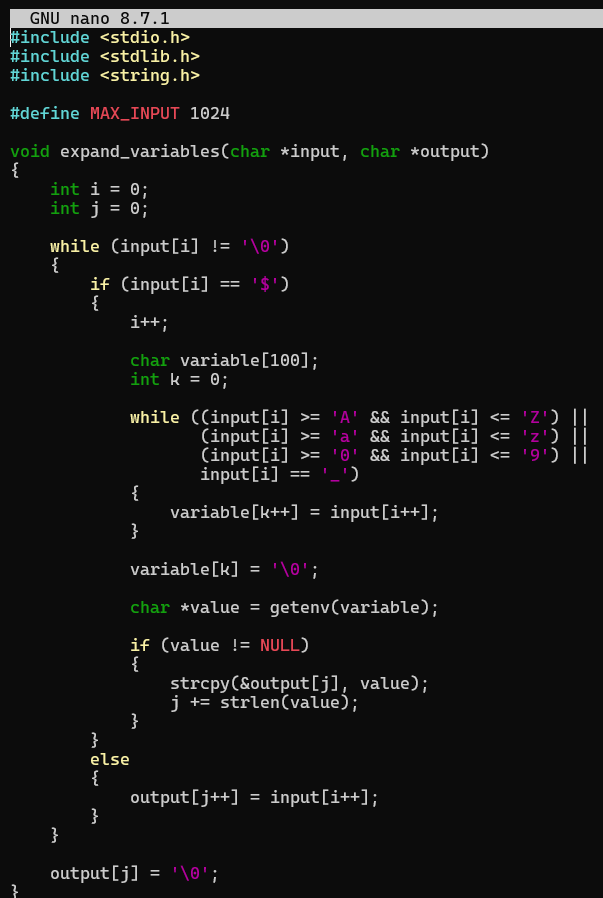 GNU nano 8.7.1
#include <stdio.h>
#include <stdlib.h>
#include <string.h>

#define MAX_INPUT 1024

void expand_variables(char *input, char *output)
{
    int i = 0;
    int j = 0;

    while (input[i] != '\0')
    {
        if (input[i] == '$')
        {
            i++;

            char variable[100];
            int k = 0;

            while ((input[i] >= 'A' && input[i] <= 'Z') ||
                   (input[i] >= 'a' && input[i] <= 'z') ||
                   (input[i] >= '0' && input[i] <= '9') ||
                   input[i] == '_')
            {
                variable[k++] = input[i++];
            }

            variable[k] = '\0';

            char *value = getenv(variable);

            if (value != NULL)
            {
                strcpy(&output[j], value);
                j += strlen(value);
            }
        }
        else
        {
            output[j++] = input[i++];
        }
    }

    output[j] = '\0';
}